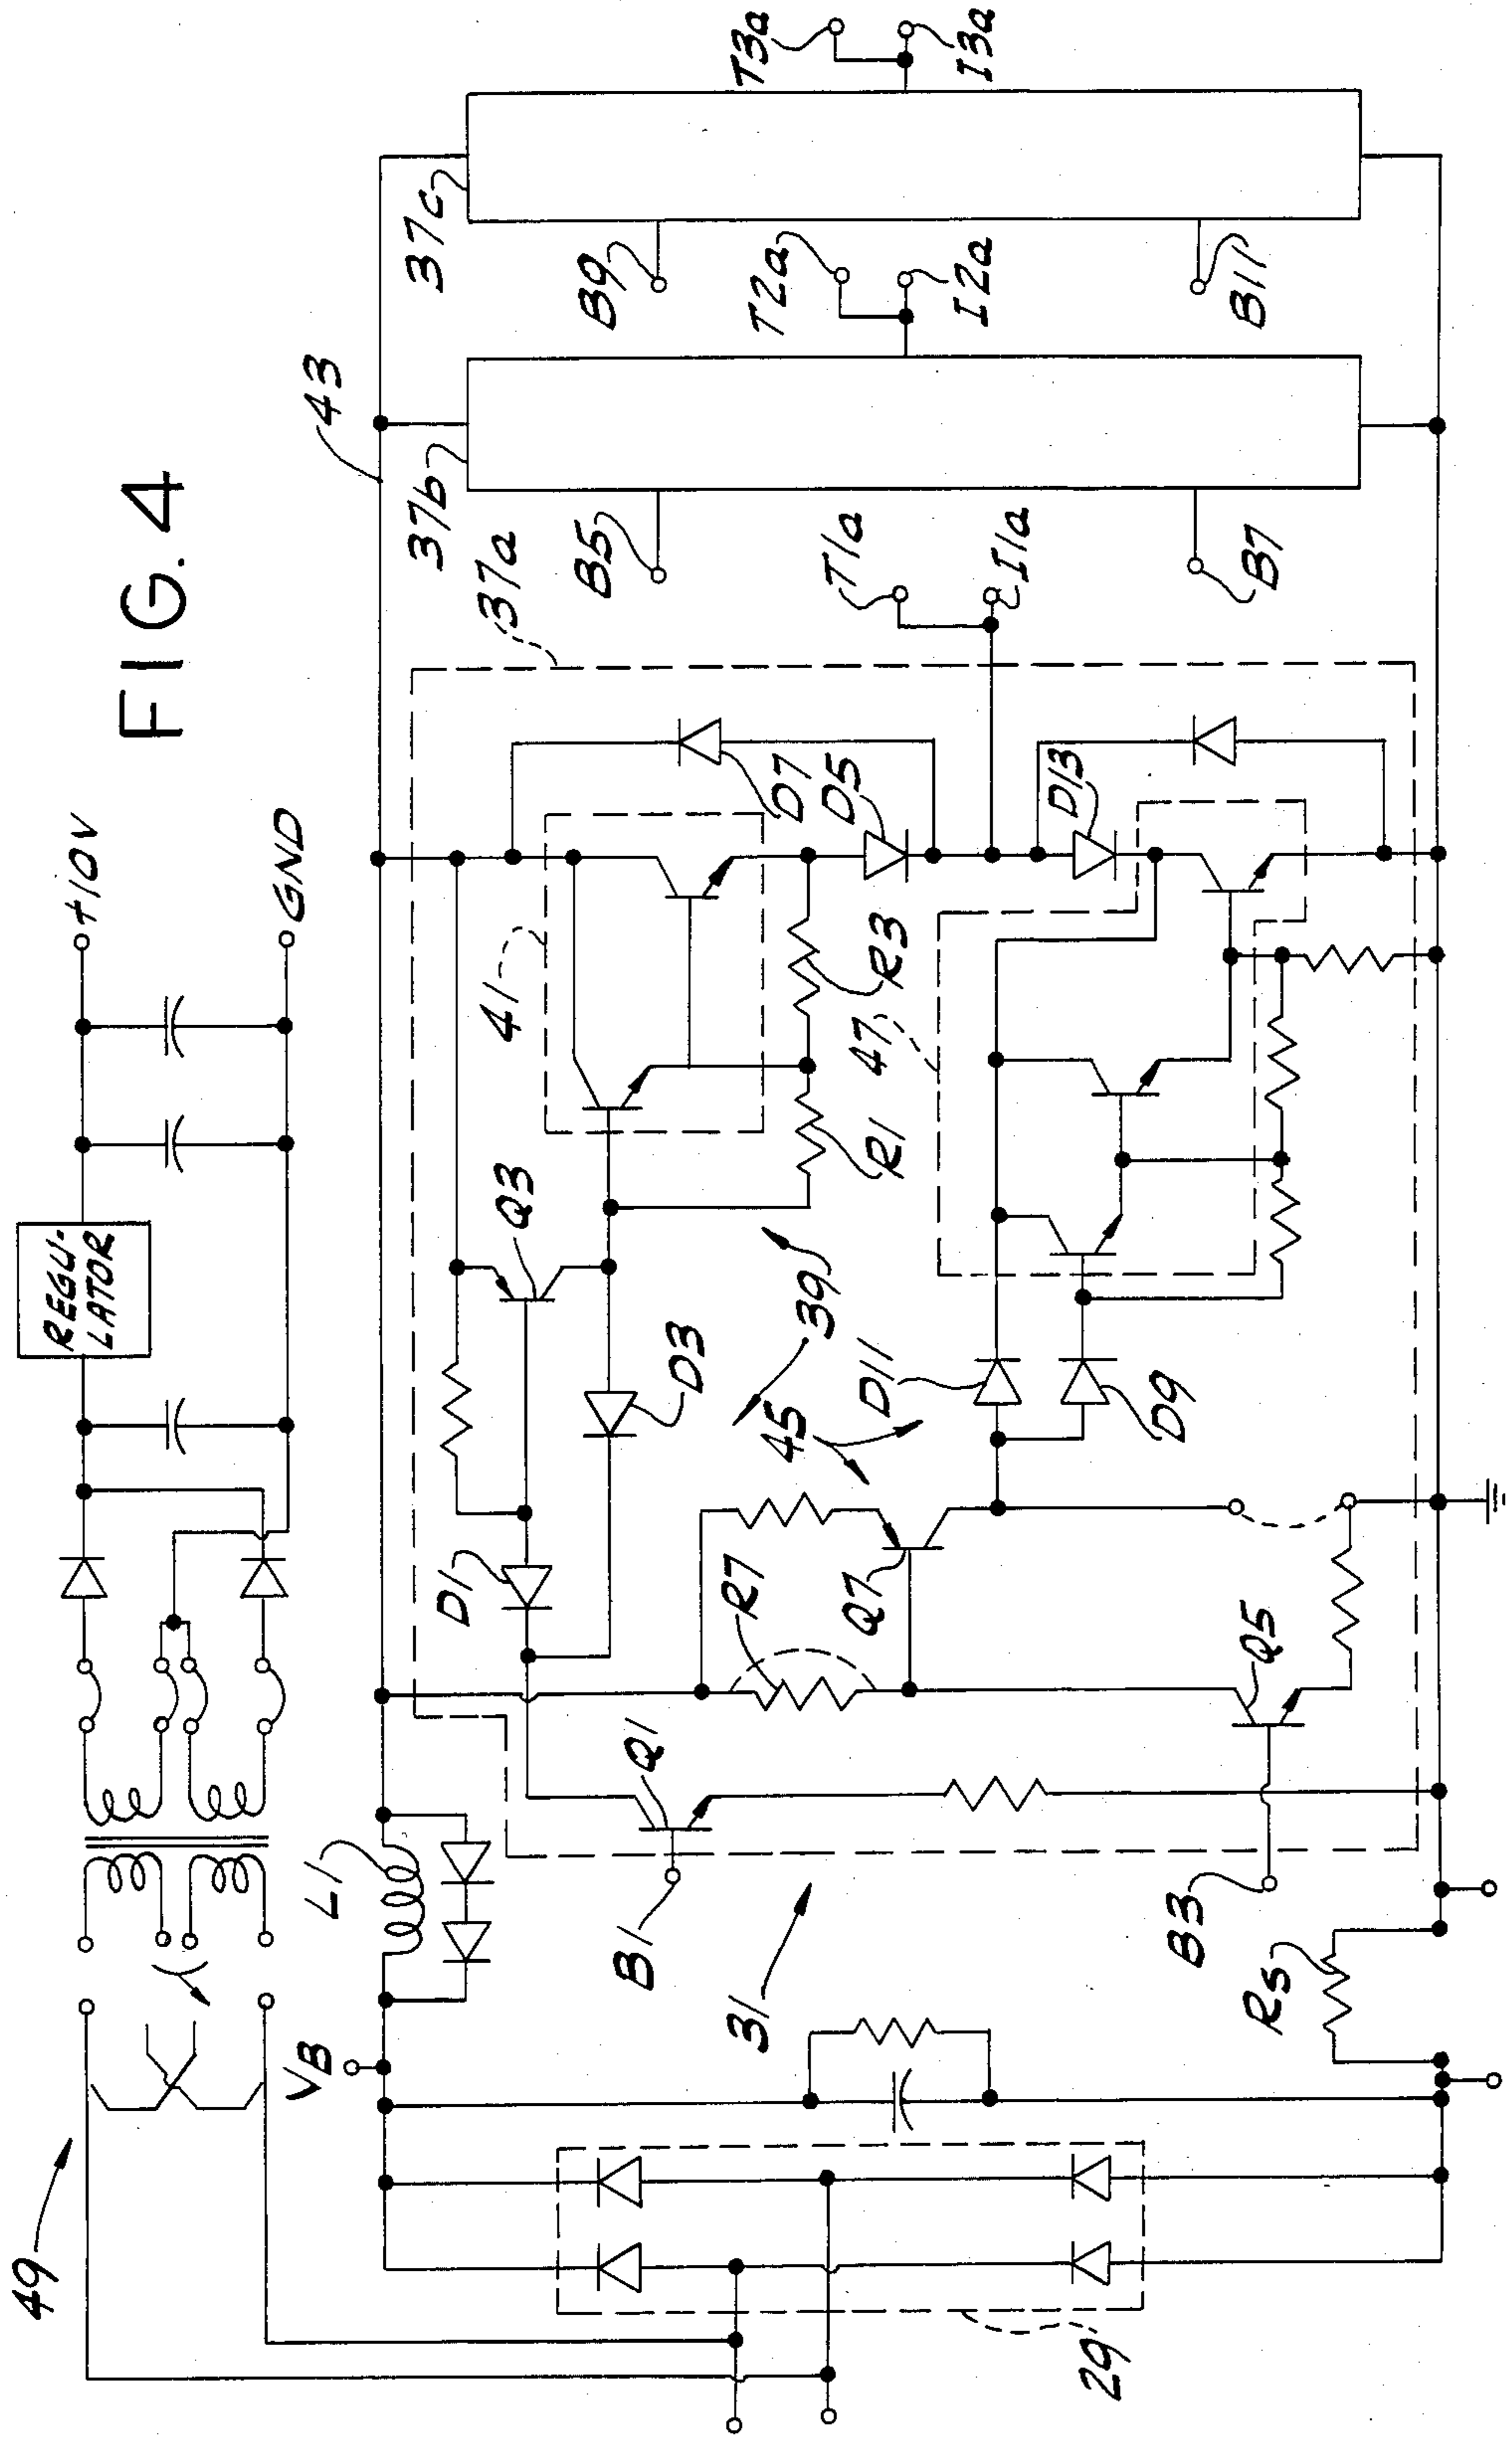 FIG. 4
49
REGU-
LATOR
+10V
GND
VB
L1
43
37a
37b
37c
D1
Q3
41
D3
R1
R3
D7
D5
T1a
I1a
B5
T2a
I2a
B9
T3a
I3a
B1
Q1
R7
Q7
45
39
D11
D9
47
D13
31
B3
Q5
B7
B11
29
RS